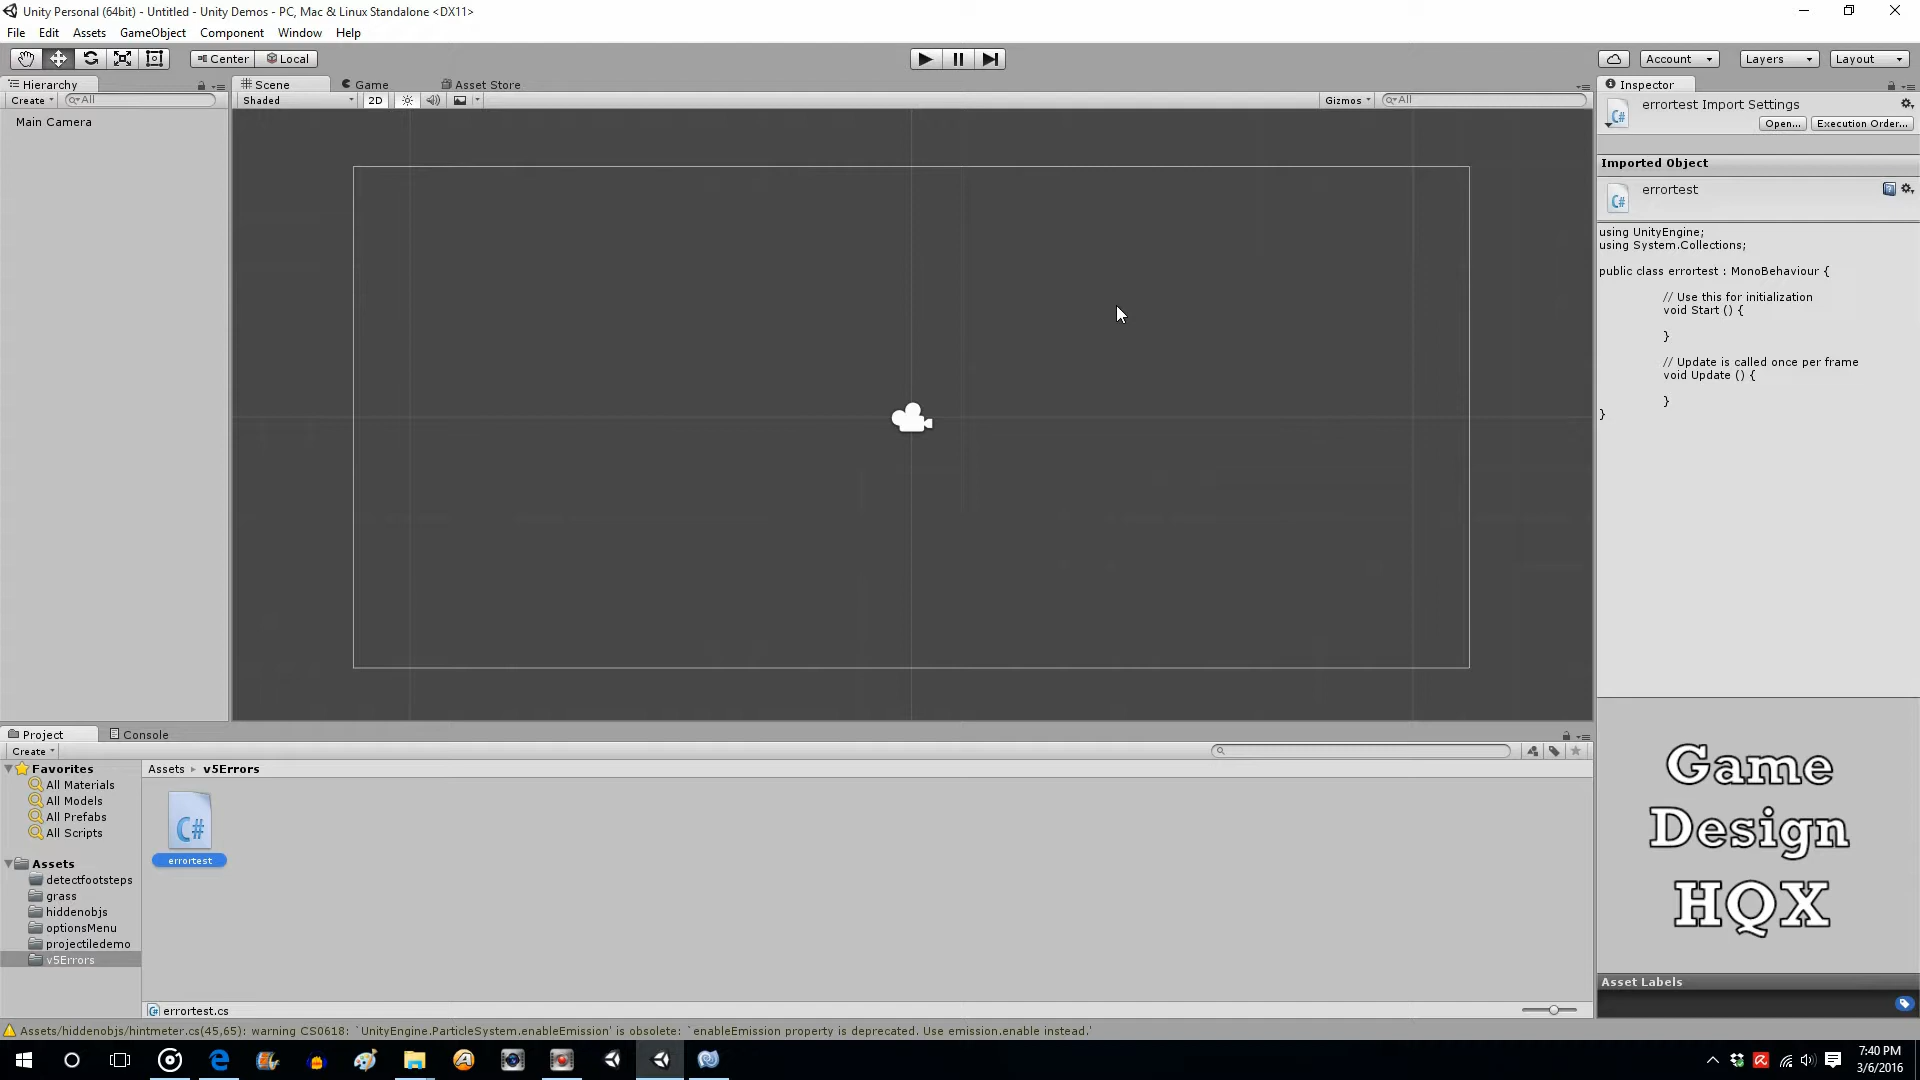 Unity Personal (64bit) - Untitled - Unity Demos - PC, Mac & Linux Standalone <DX11>
File Edit Assets GameObject Component Window Help
Center Local Account Layers Layout
Hierarchy Scene Game Asset Store Inspector
Create All Shaded 2D Gizmos All
errortest Import Settings
Main Camera
Open... Execution Order...
C#
Imported Object
errortest
C#
using UnityEngine;
using System.Collections;
public class errortest : MonoBehaviour {
// Use this for initialization
void Start () {
}
// Update is called once per frame
void Update () {
}
}
Project Console
Create
Favorites Assets v5Errors
All Materials
All Models
All Prefabs
All Scripts
C#
errortest
Assets
detectfootsteps
grass
hiddenobjs
optionsMenu
projectiledemo
v5Errors
Game
Design
HQX
Asset Labels
errortest.cs
Assets/hiddenobjs/hintmeter.cs(45,65): warning CS0618: `UnityEngine.ParticleSystem.enableEmission' is obsolete: `enableEmission property is deprecated. Use emission.enable instead.'
7:40 PM
3/6/2016